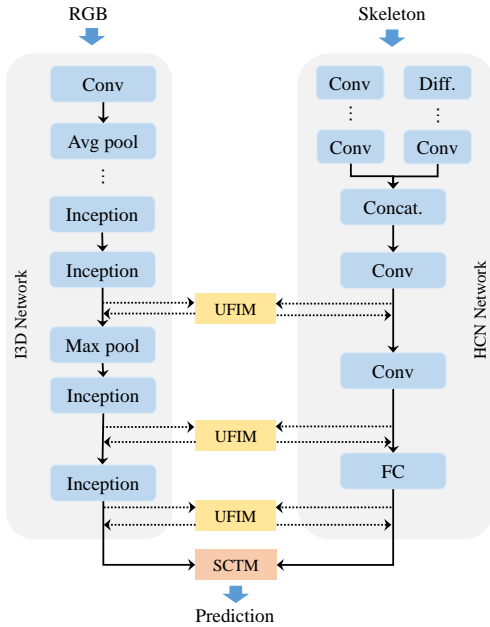 RGB
Skeleton
Conv
Avg pool
Inception
Inception
Max pool
Inception
Inception
I3D Network
Conv
Diff.
Conv
Conv
Concat.
Conv
Conv
FC
HCN Network
UFIM
UFIM
UFIM
SCTM
Prediction